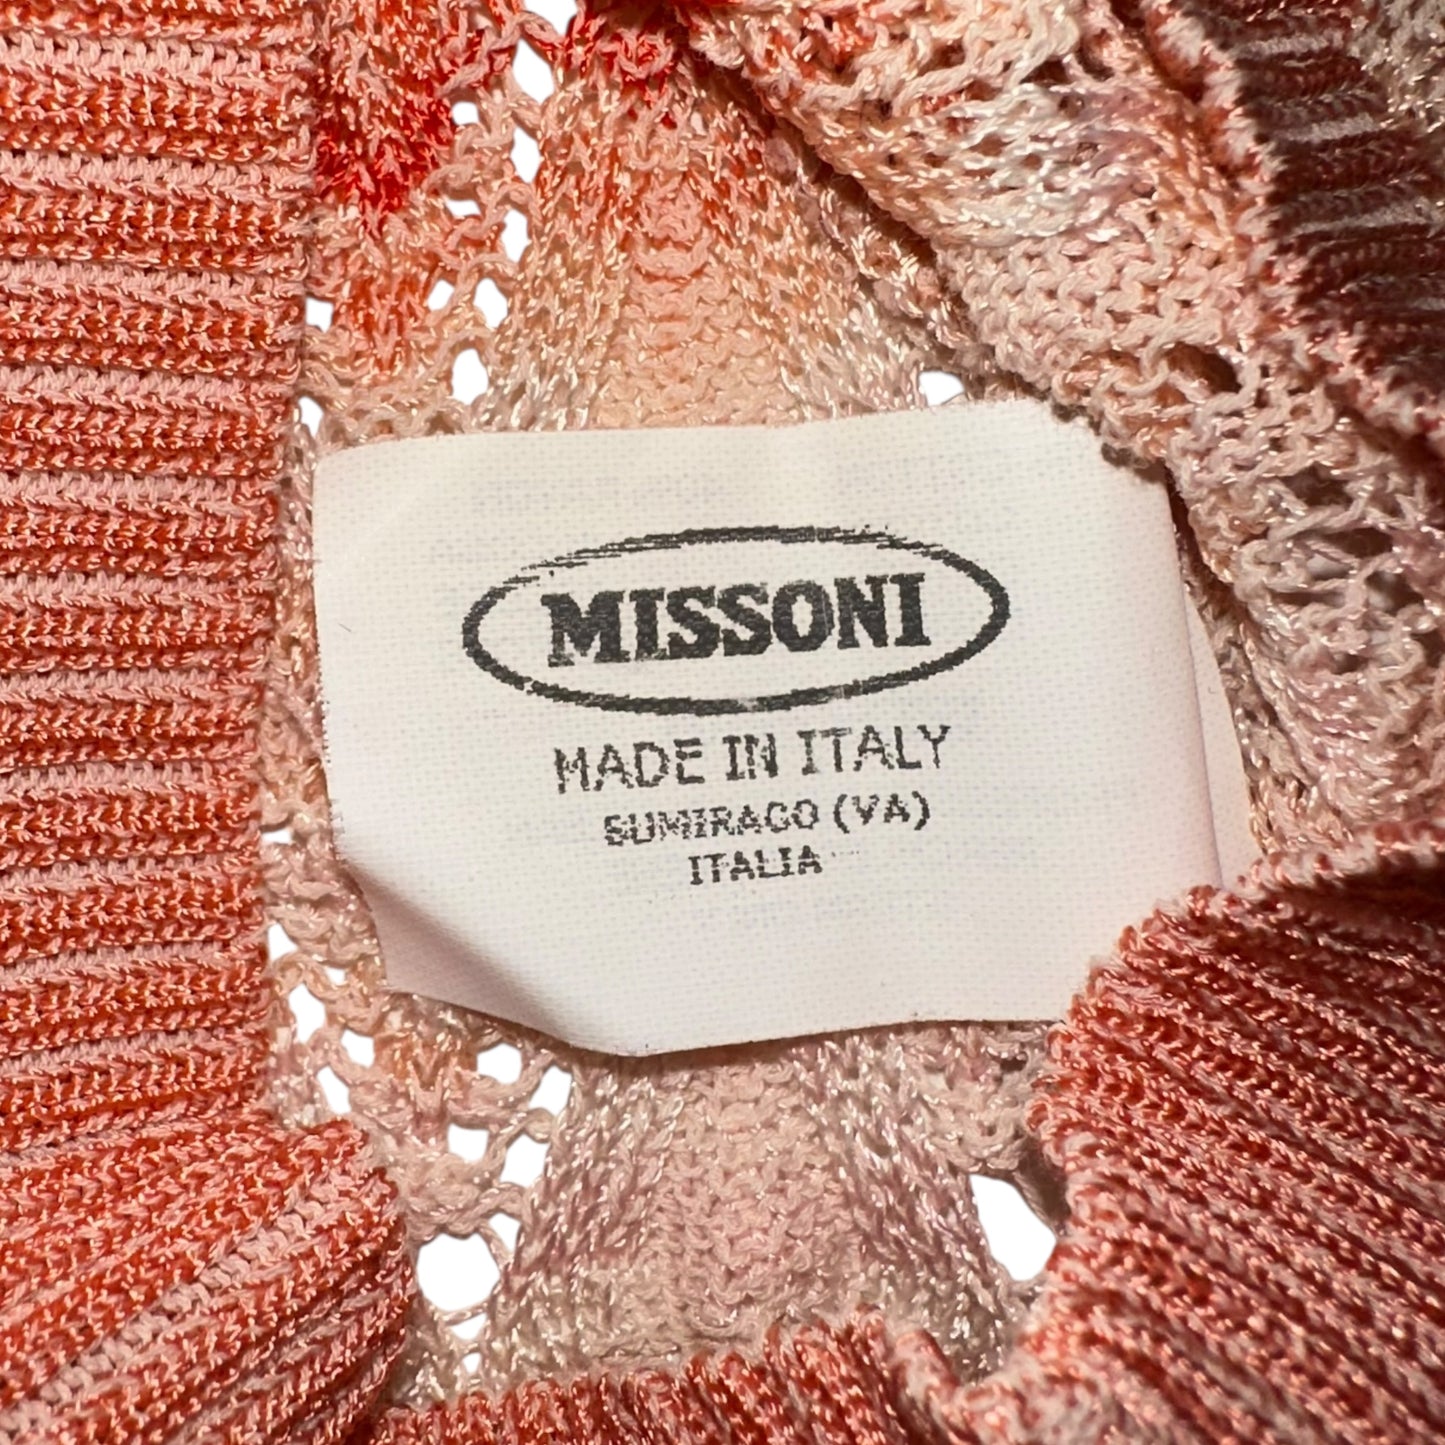 MISSONI
MADE IN ITALY
SUMIRAGO (VA)
ITALIA